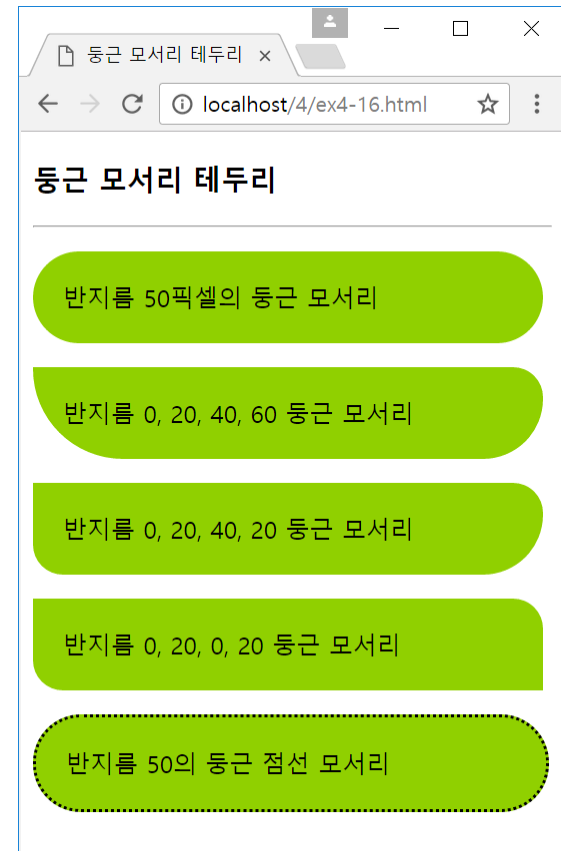 둥근 모서리 테두리
localhost/4/ex4-16.html
둥근 모서리 테두리
반지름 50픽셀의 둥근 모서리
반지름 0, 20, 40, 60 둥근 모서리
반지름 0, 20, 40, 20 둥근 모서리
반지름 0, 20, 0, 20 둥근 모서리
반지름 50의 둥근 점선 모서리